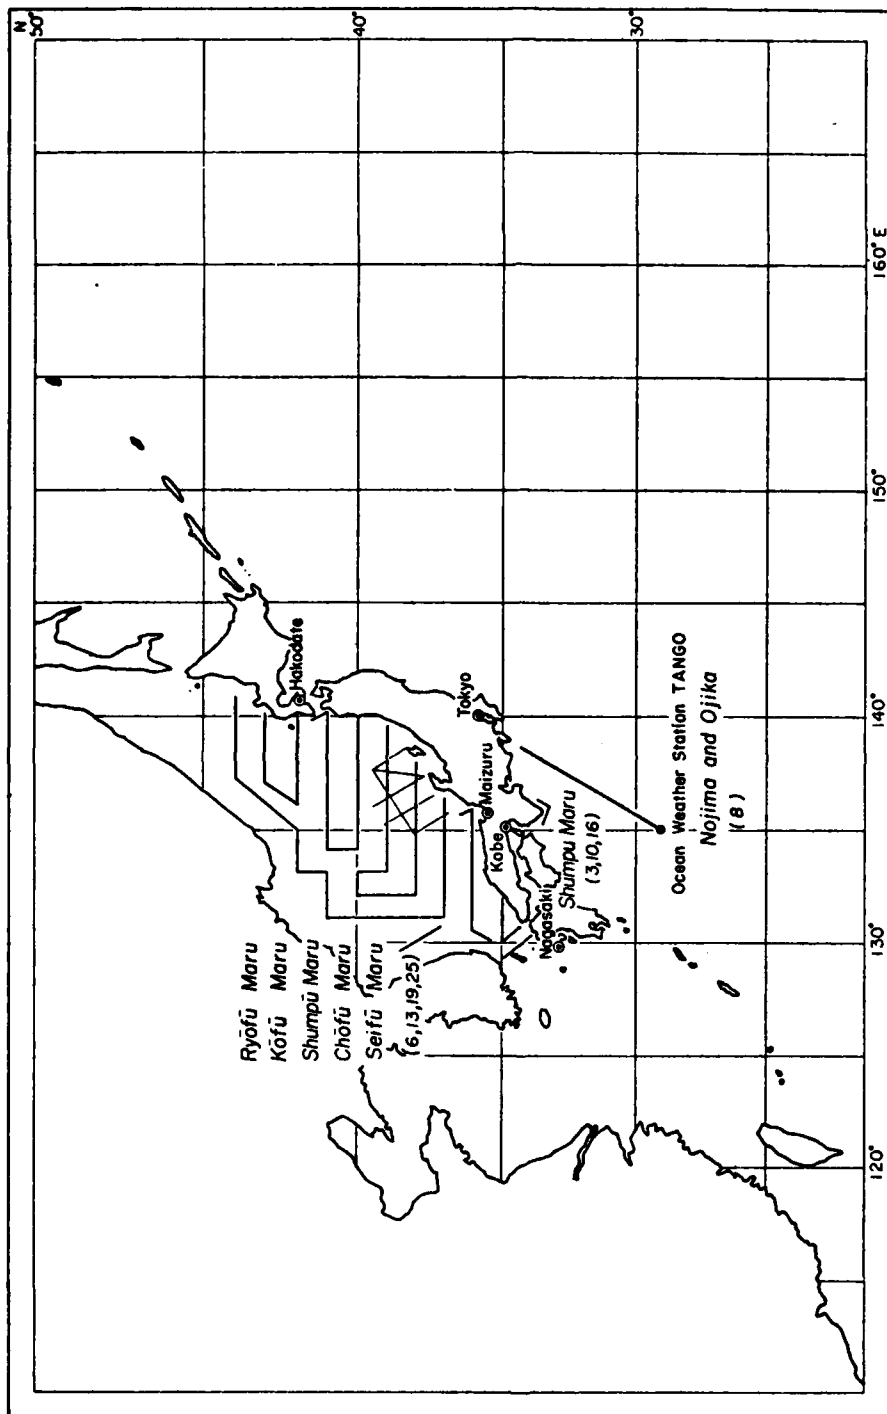 N
50°
40°
30°
Ryōfū Maru
Kōfū Maru
Shumpū Maru
Chōfū Maru
Seifū Maru
(6,13,19,25)
Hakodate
Tokyo
Maizuru
Kobe
Nagasaki
Shumpu Maru
(3,10,16)
Ocean Weather Station TANGO
Nojima and Ojika
(8)
120°
130°
140°
150°
160° E